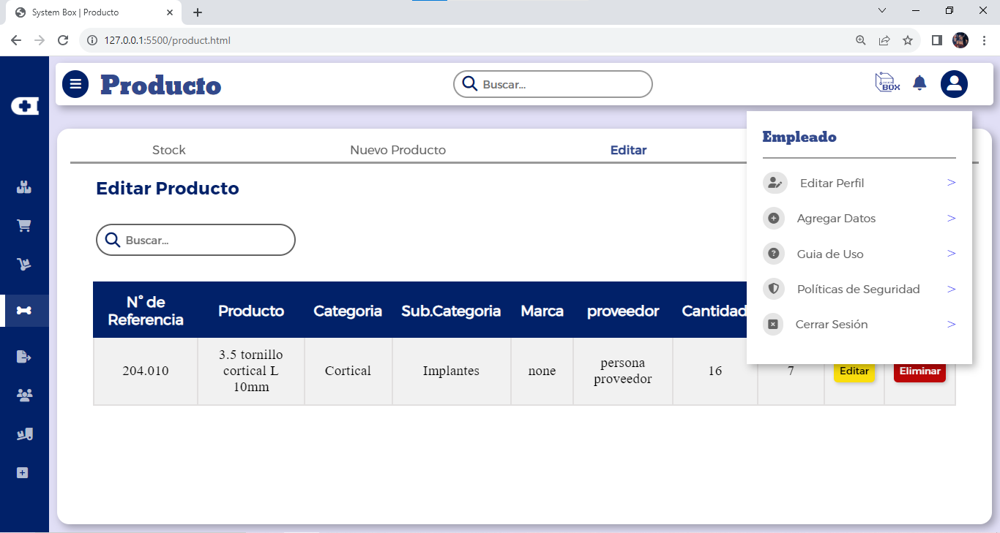 System Box | Producto
127.0.0.1:5500/product.html
Producto
Buscar...
BOX
Stock
Nuevo Producto
Editar
Editar Producto
Buscar...
Empleado
Editar Perfil >
Agregar Datos >
Guia de Uso >
Políticas de Seguridad >
Cerrar Sesión >
N° de
Referencia
Producto
Categoria
Sub.Categoria
Marca
proveedor
Cantidad
204.010
3.5 tornillo
cortical L
10mm
Cortical
Implantes
none
persona
proveedor
16
7
Editar
Eliminar